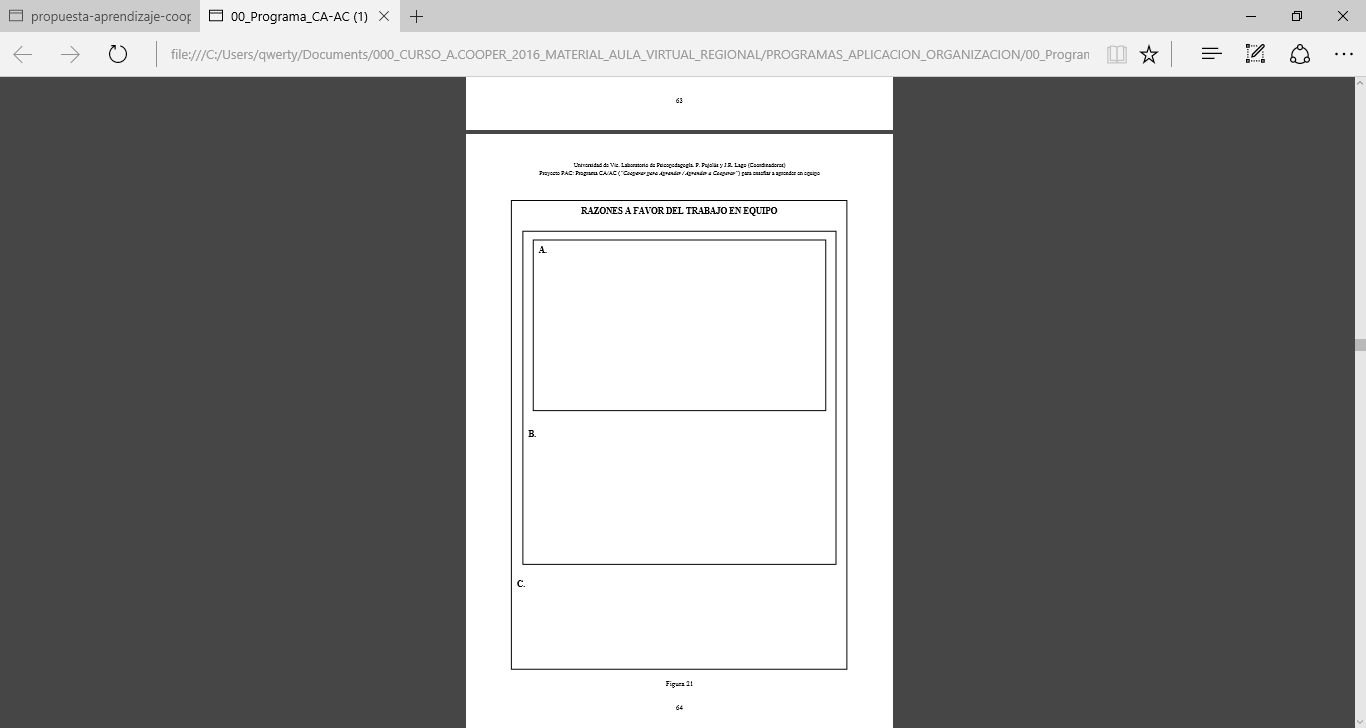 propuesta-aprendizaje-coop
00_Programa_CA-AC (1)
file:///C:/Users/qwerty/Documents/000_CURSO_A.COOPER_2016_MATERIAL_AULA_VIRTUAL_REGIONAL/PROGRAMAS_APLICACION_ORGANIZACION/00_Program
63
Universidad de Vic. Laboratorio de Psicopedagogía. P. Pujolàs y J.R. Lago (Coordinadores)
Proyecto PAC: Programa CA/AC ("Cooperar para Aprender / Aprender a Cooperar") para enseñar a aprender en equipo
RAZONES A FAVOR DEL TRABAJO EN EQUIPO
A.
B.
C.
Figura 21
64